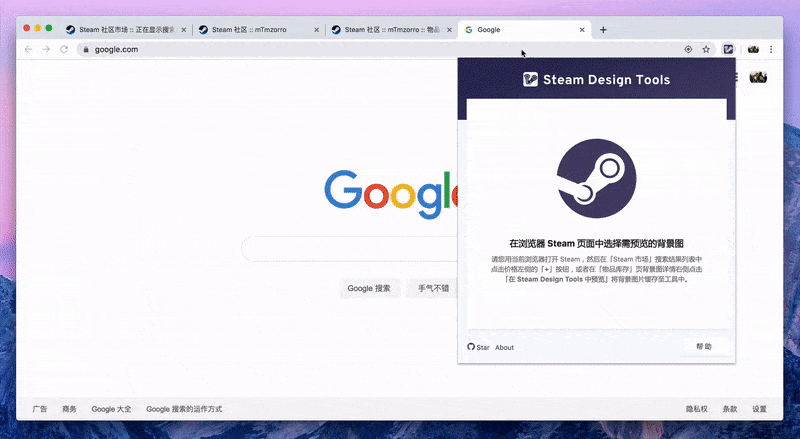 Steam 社区市场 :: 正在显示搜索
Steam 社区 :: mTmzorro
Steam 社区 :: mTmzorro :: 物品
Google
google.com
Steam Design Tools
Google
在浏览器 Steam 页面中选择需预览的背景图
请您用当前浏览器打开 Steam，然后在「Steam 市场」搜索结果列表中
点击价格左侧的「+」按钮，或者在「物品库存」页背景图详情右侧点击
「在 Steam Design Tools 中预览」将背景图片缓存至工具中。
Google 搜索
手气不错
Star
About
帮 助
广告
商务
Google 大全
Google 搜索的运作方式
隐私权
条款
设置